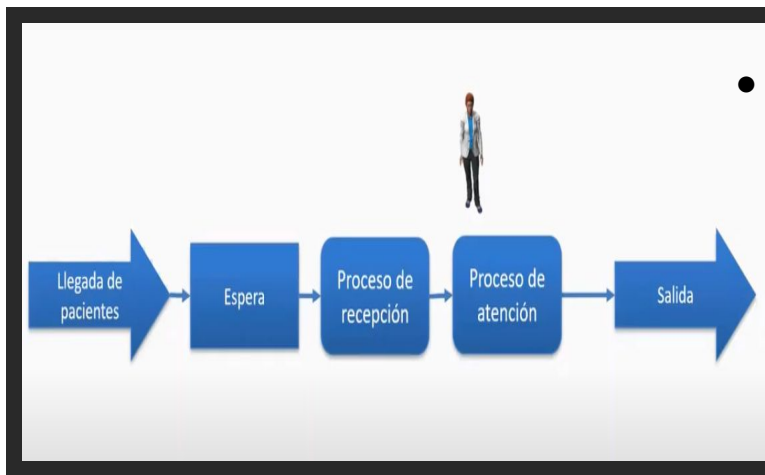 Llegada de
pacientes
Espera
Proceso de
recepción
Proceso de
atención
Salida